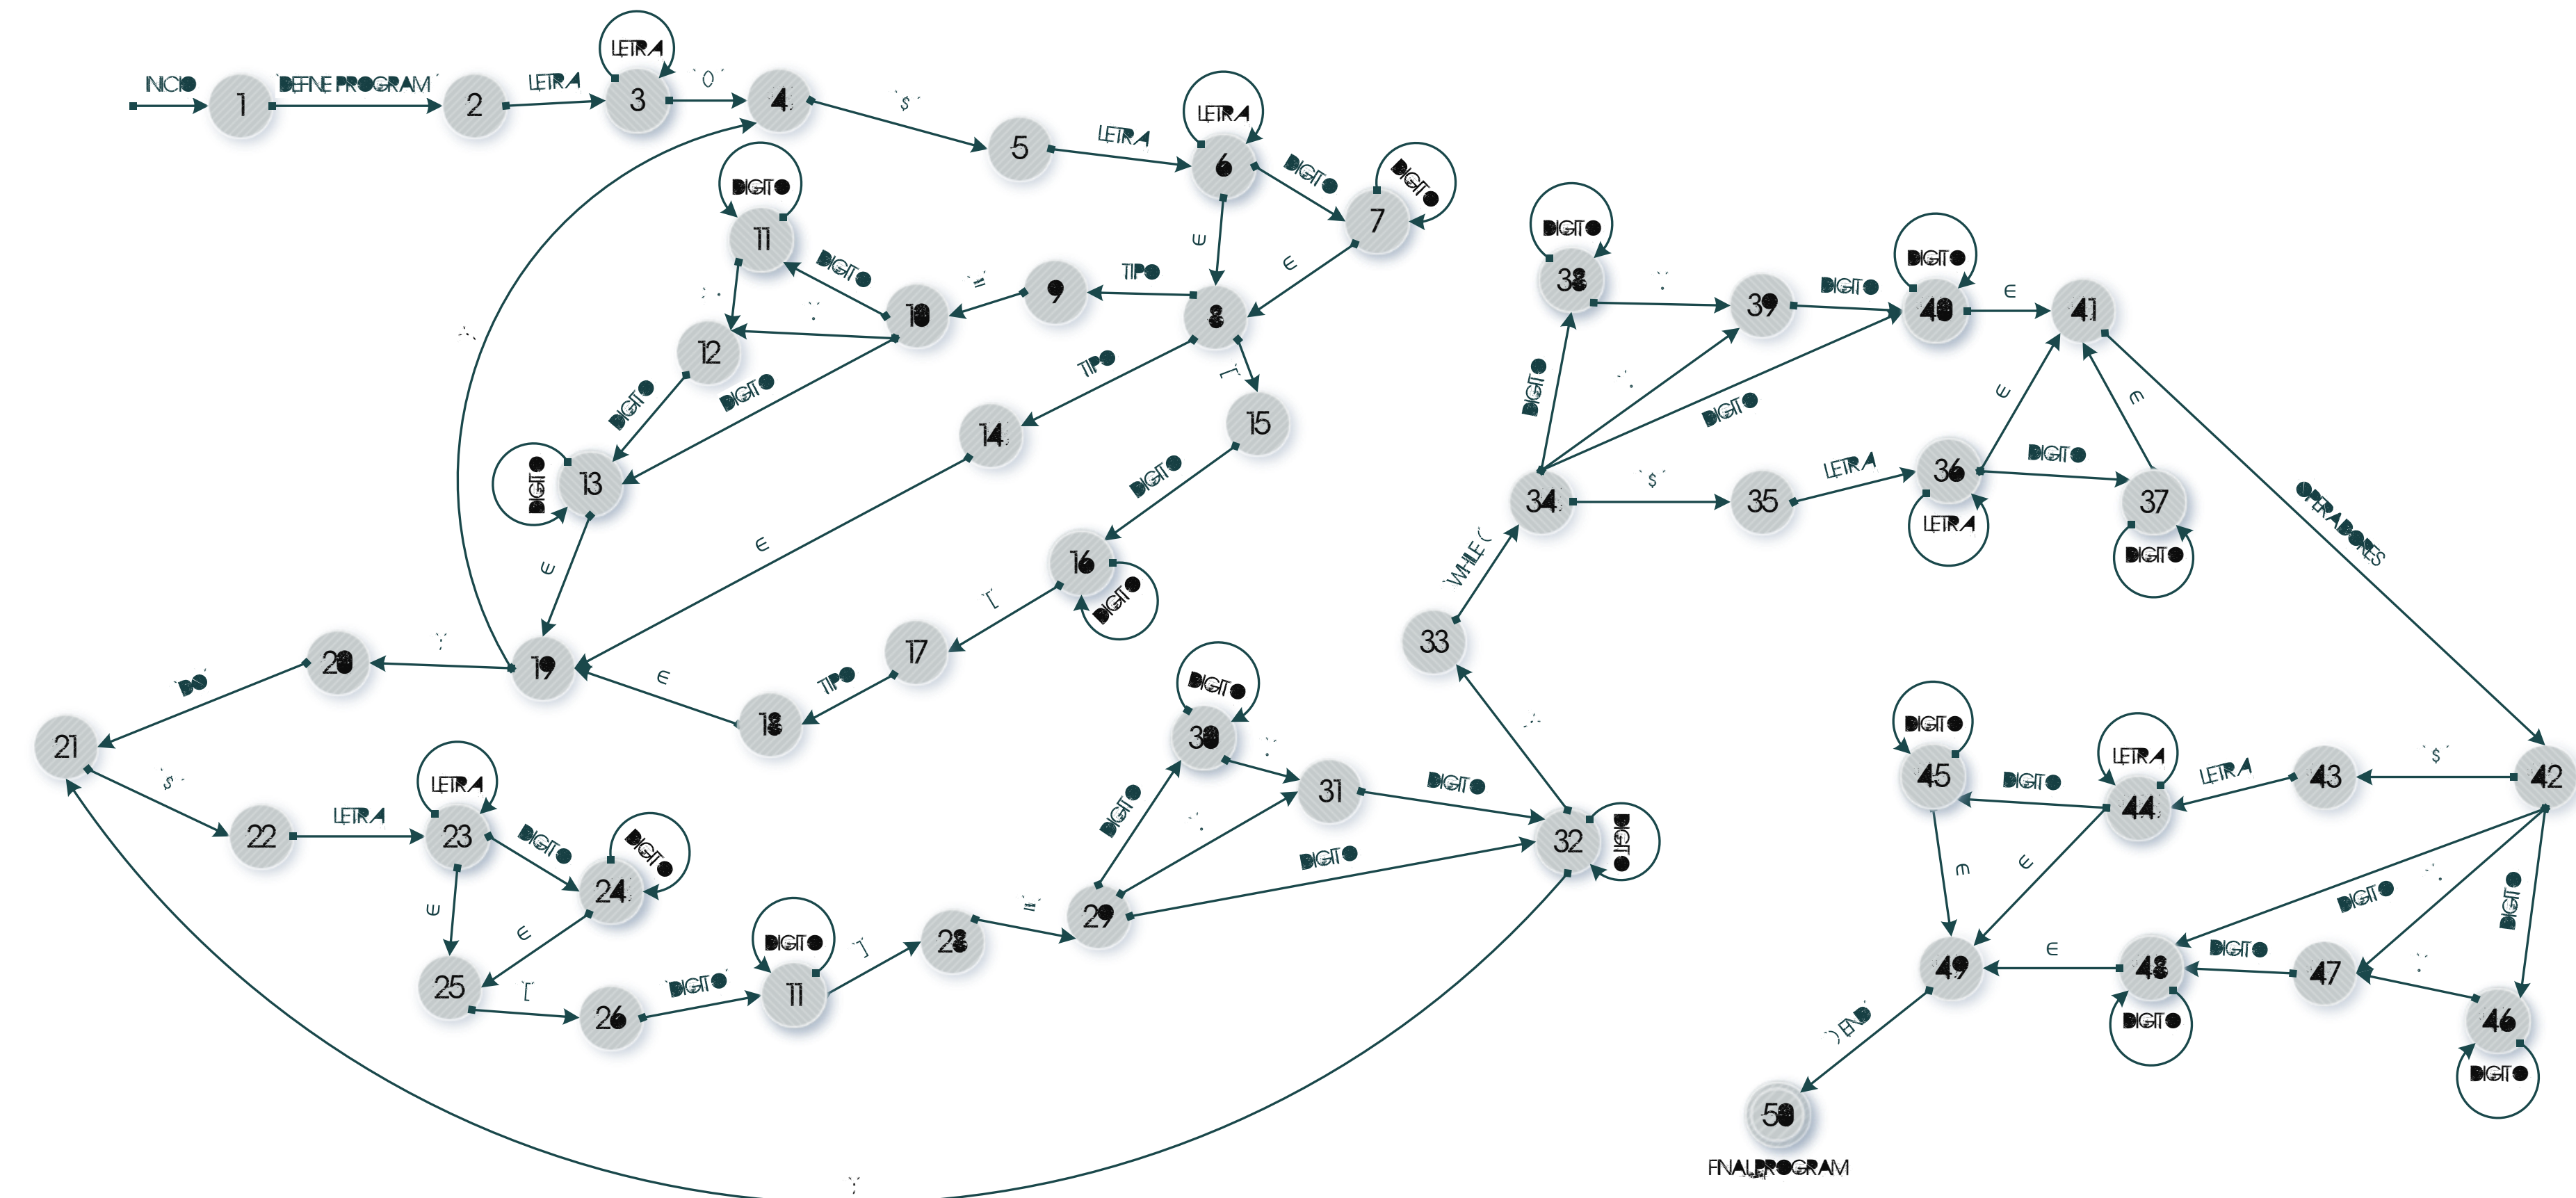 INICIO
1
`DEFINE PROGRAM´
2
LETRA
3
LETRA
`()´
4
`$´
5
LETRA
6
LETRA
DIGITO
7
DIGITO
Є
Є
8
TIPO
9
`=´
10
DIGITO
11
DIGITO
`.´
`.´
12
DIGITO
DIGITO
13
DIGITO
Є
TIPO
14
Є
`[´
15
DIGITO
16
DIGITO
17
TIPO
18
Є
19
20
`DO´
21
`$´
22
LETRA
23
LETRA
DIGITO
24
DIGITO
Є
Є
25
`[´
26
`DIGITO´
11
DIGITO
`]´
28
`=´
29
DIGITO
30
DIGITO
`.´
`.´
31
DIGITO
DIGITO
32
DIGITO
33
`WHILE (´
34
DIGITO
38
DIGITO
`.´
`.´
39
DIGITO
DIGITO
40
DIGITO
Є
41
`$´
35
LETRA
36
LETRA
Є
DIGITO
37
DIGITO
Є
OPERADORES
42
`$´
43
LETRA
44
LETRA
DIGITO
45
DIGITO
Є
Є
DIGITO
`.´
DIGITO
46
DIGITO
`.´
47
DIGITO
48
DIGITO
Є
49
`) END´
50
FINAL PROGRAM